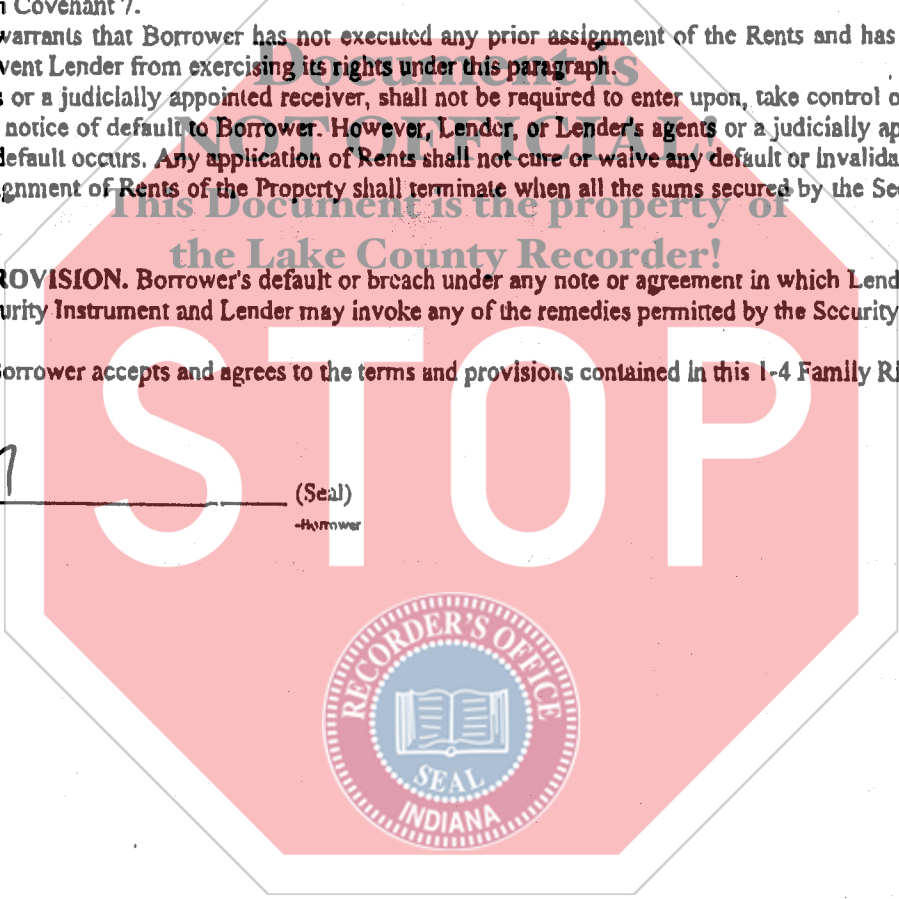 Covenant 7.
warrants that Borrower has not executed any prior assignment of the Rents and has
vent Lender from exercising its rights under this paragraph.
Document is
or a judicially appointed receiver, shall not be required to enter upon, take control o
notice of default to Borrower. However, Lender, or Lender's agents or a judicially ap
NOT OFFICIAL!
default occurs. Any application of Rents shall not cure or waive any default or invalida
gnment of Rents of the Property shall terminate when all the sums secured by the Se
This Document is the property of
the Lake County Recorder!
ROVISION. Borrower's default or breach under any note or agreement in which Lend
urity Instrument and Lender may invoke any of the remedies permitted by the Security
Borrower accepts and agrees to the terms and provisions contained in this 1-4 Family Ri
STOP
(Seal)
-Borrower
RECORDER'S OFFICE
SEAL
INDIANA